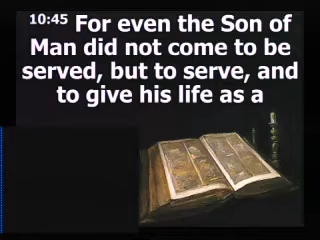 10:45 For even the Son of
Man did not come to be
served, but to serve, and
to give his life as a